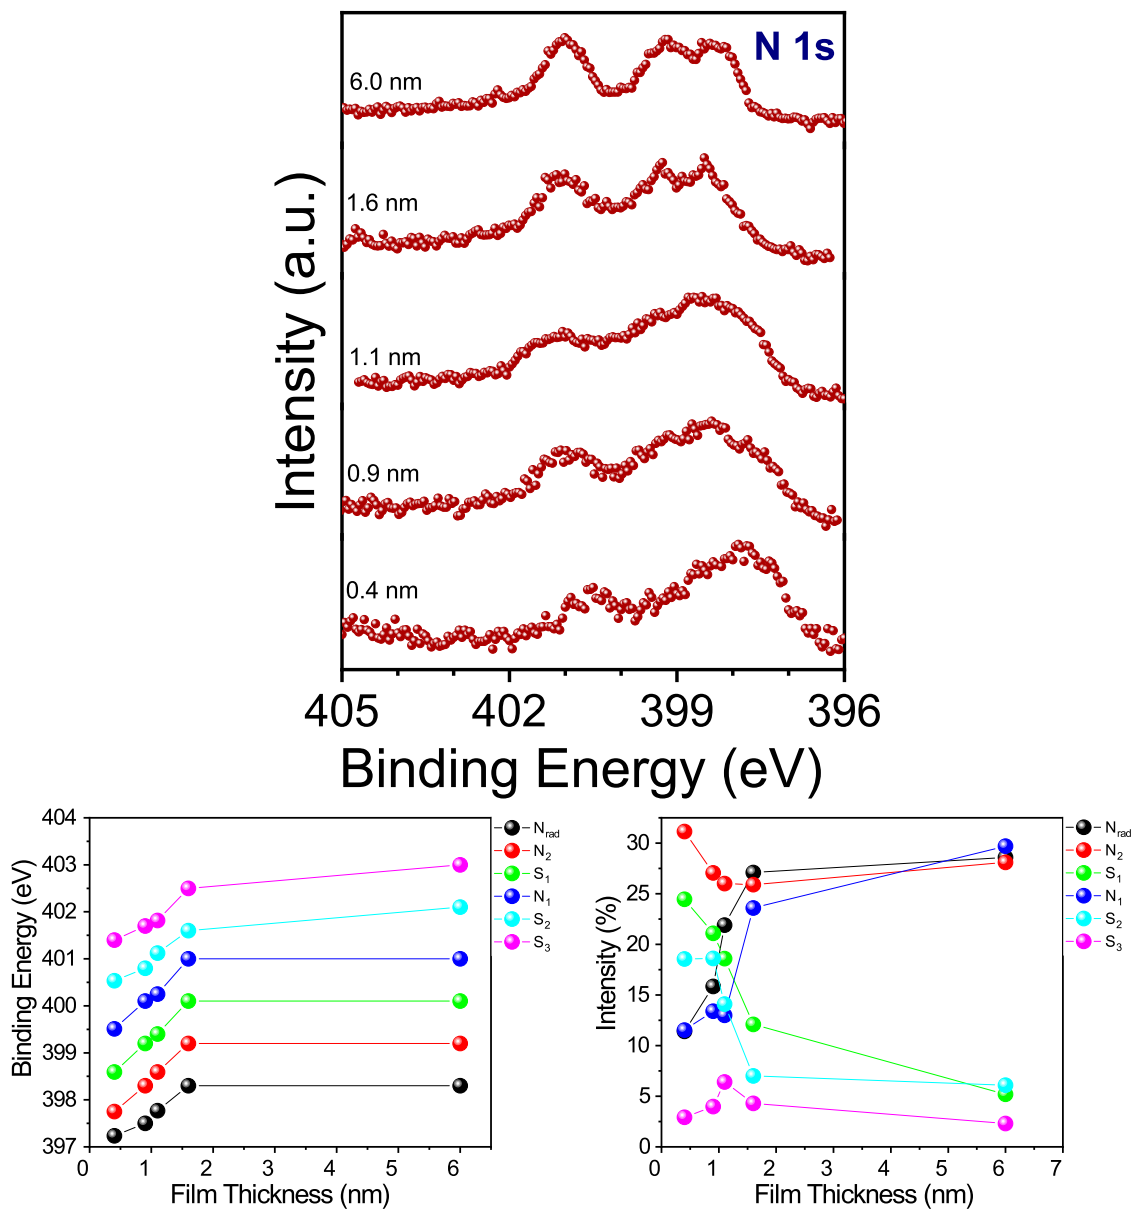 N 1s
6.0 nm
1.6 nm
1.1 nm
0.9 nm
0.4 nm
Intensity (a.u.)
405 402 399 396
Binding Energy (eV)
404
403
402
401
400
399
398
397
Binding Energy (eV)
0 1 2 3 4 5 6
Film Thickness (nm)
N_rad
N_2
S_1
N_1
S_2
S_3
30
25
20
15
10
5
0
Intensity (%)
0 1 2 3 4 5 6 7
Film Thickness (nm)
N_rad
N_2
S_1
N_1
S_2
S_3